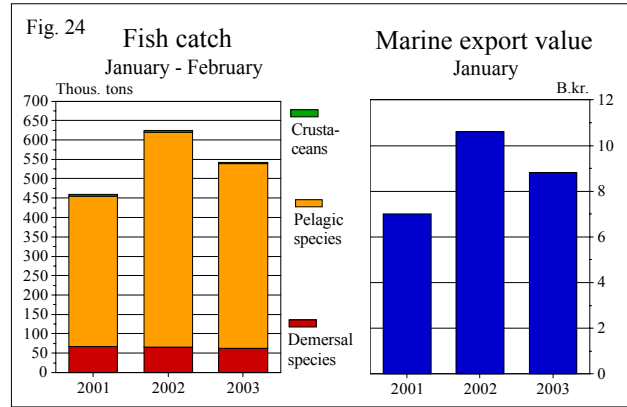 Fig. 24
Fish catch
January - February
Thous. tons
700
650
600
550
500
450
400
350
300
250
200
150
100
50
0
2001 2002 2003
Crusta-
ceans
Pelagic
species
Demersal
species
Marine export value
January
B.kr.
12
10
8
6
4
2
0
2001 2002 2003